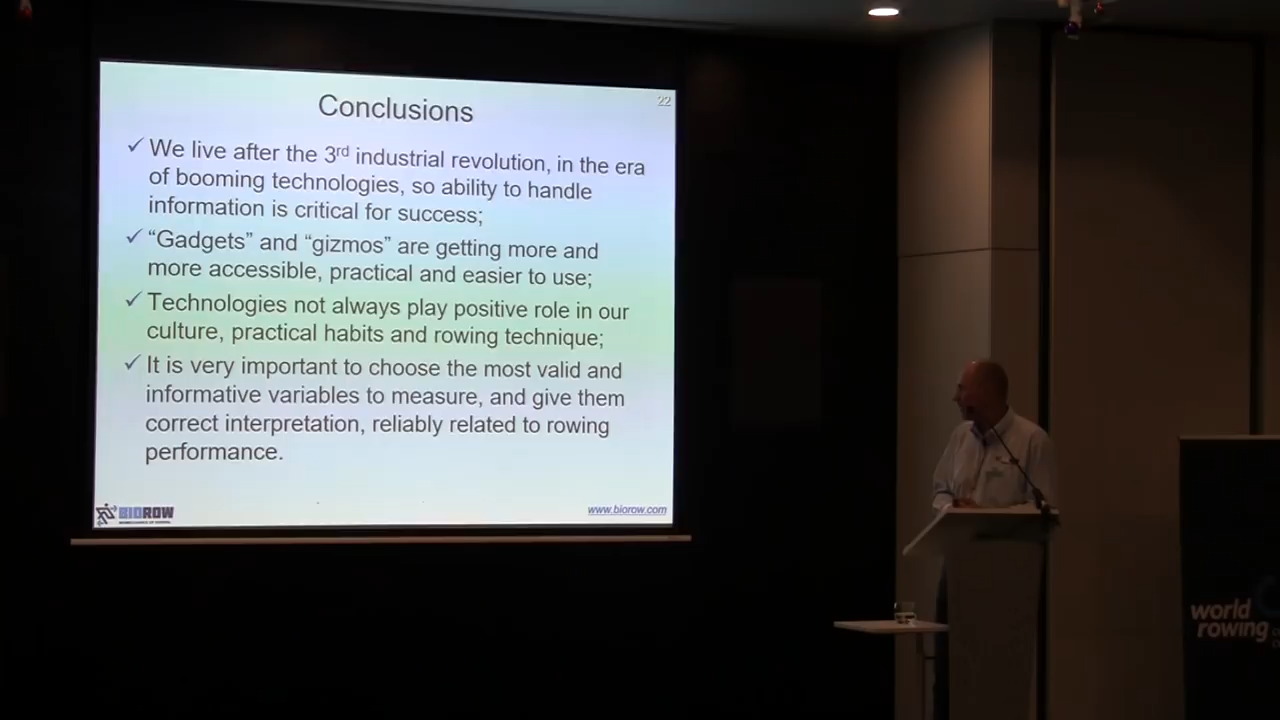 Conclusions
22
✓ We live after the 3rd industrial revolution, in the era
of booming technologies, so ability to handle
information is critical for success;
✓ “Gadgets” and “gizmos” are getting more and
more accessible, practical and easier to use;
✓ Technologies not always play positive role in our
culture, practical habits and rowing technique;
✓ It is very important to choose the most valid and
informative variables to measure, and give them
correct interpretation, reliably related to rowing
performance.
BIOROW
www.biorow.com
world
rowing